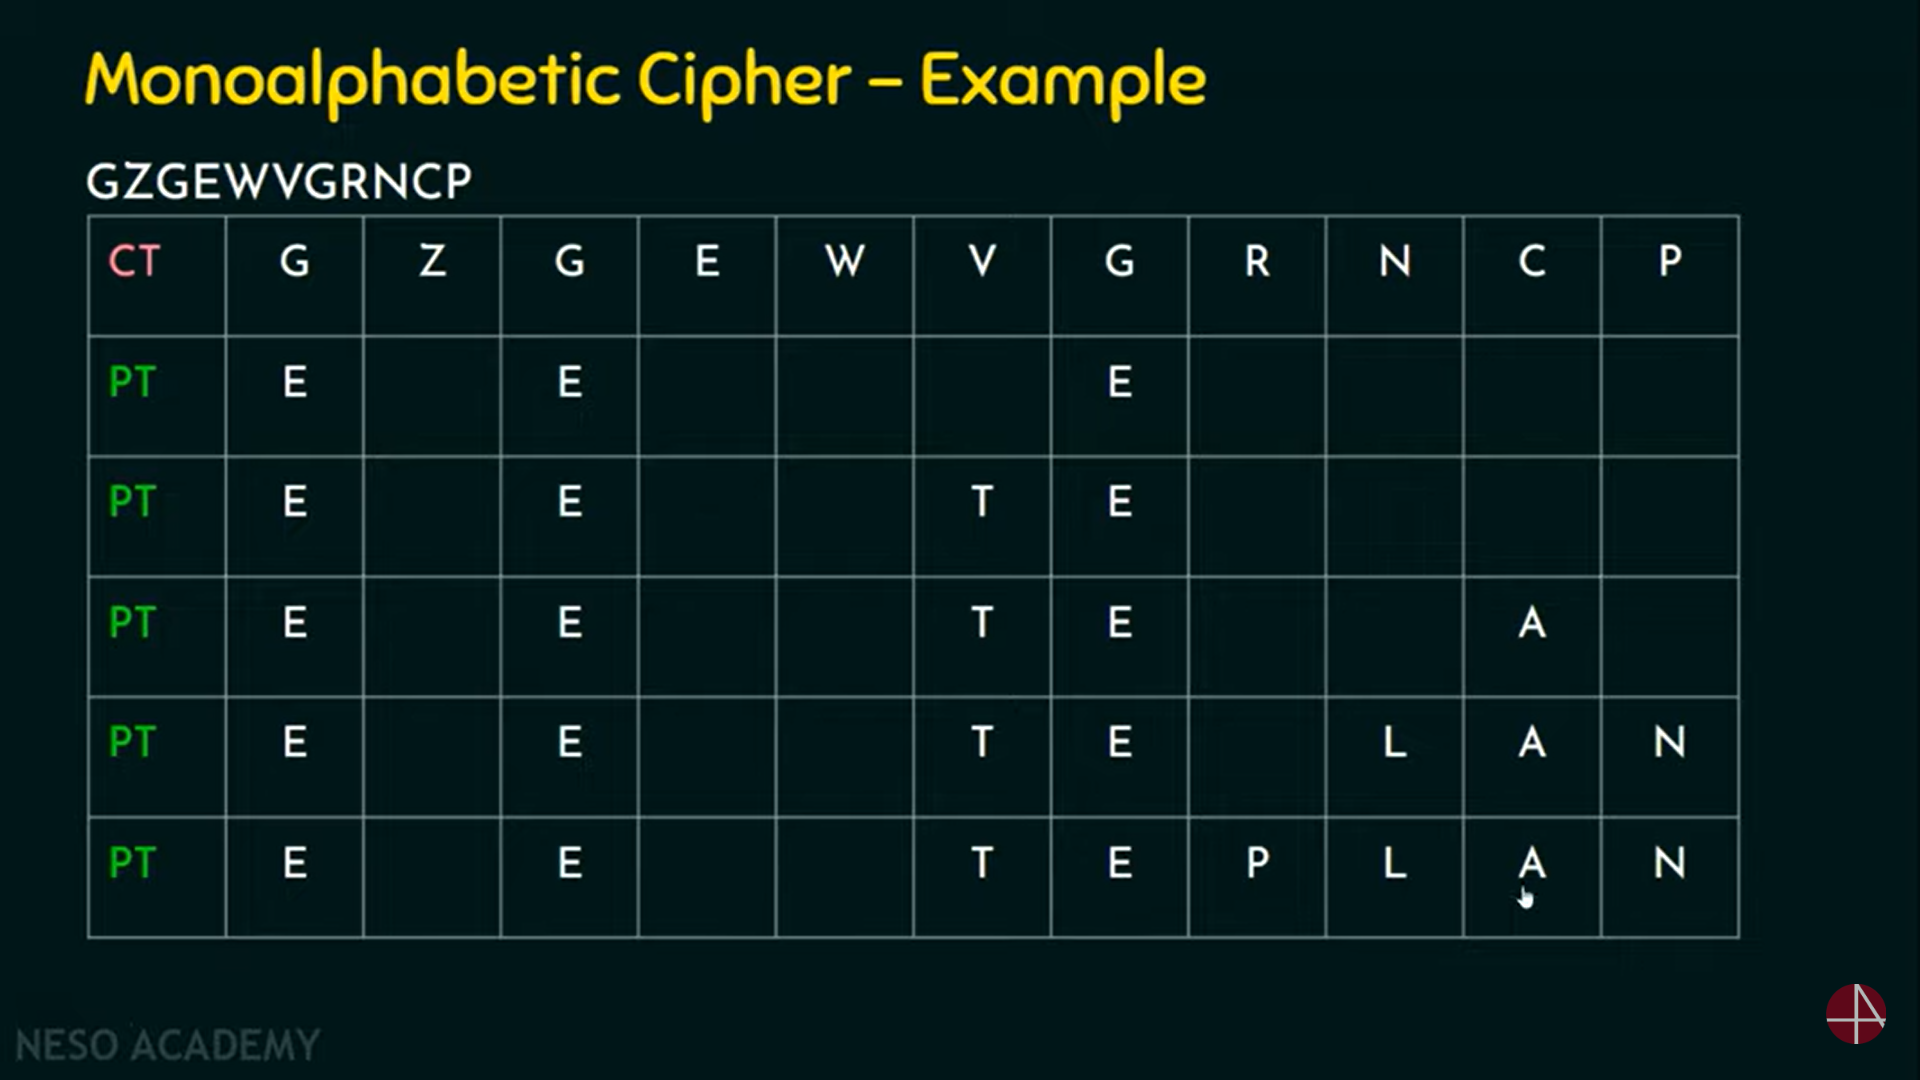 Monoalphabetic Cipher – Example
GZGEWVGRNCP
CT G Z G E W V G R N C P
PT E E E
PT E E T E
PT E E T E A
PT E E T E L A N
PT E E T E P L A N
NESO ACADEMY